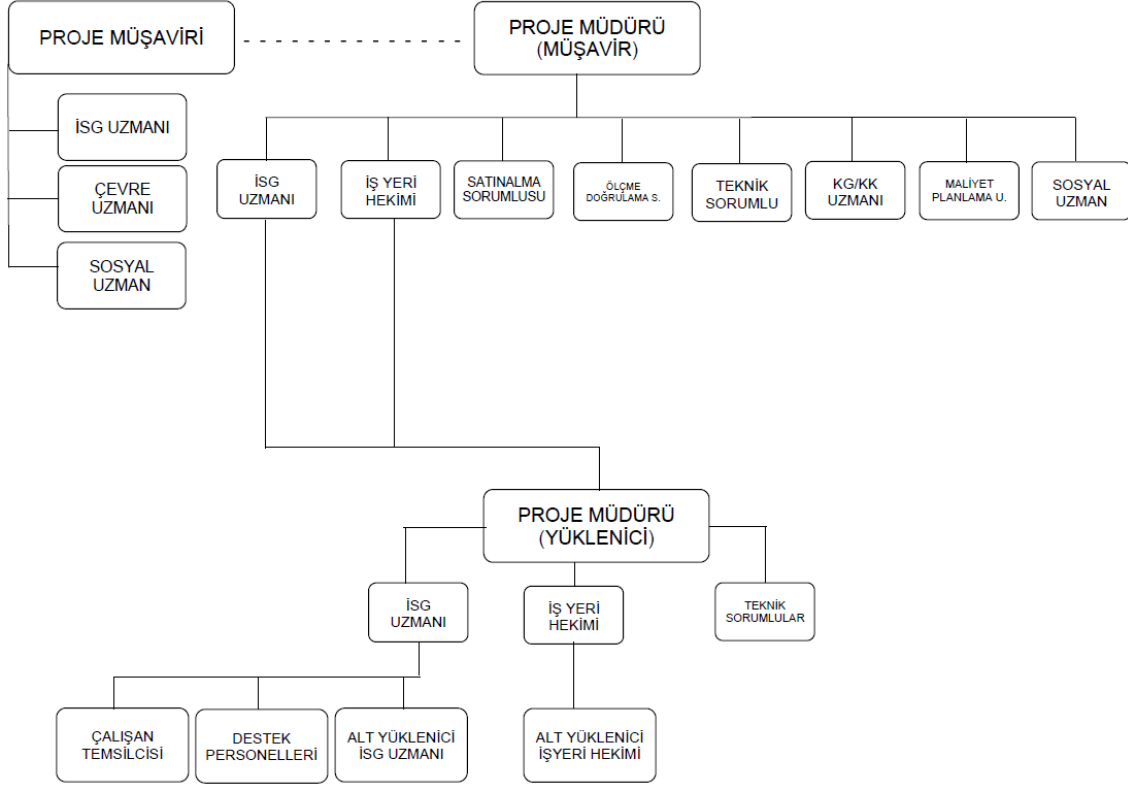 PROJE MÜŞAVİRİ
PROJE MÜDÜRÜ
(MÜŞAVİR)
İSG UZMANI
ÇEVRE
UZMANI
SOSYAL
UZMAN
İSG
UZMANI
İŞ YERİ
HEKİMİ
SATINALMA
SORUMLUSU
ÖLÇME
DOĞRULAMA S.
TEKNİK
SORUMLU
KG/KK
UZMANI
MALİYET
PLANLAMA U.
SOSYAL
UZMAN
PROJE MÜDÜRÜ
(YÜKLENİCİ)
İSG
UZMANI
İŞ YERİ
HEKİMİ
TEKNİK
SORUMLULAR
ÇALIŞAN
TEMSİLCİSİ
DESTEK
PERSONELLERİ
ALT YÜKLENİCİ
İSG UZMANI
ALT YÜKLENİCİ
İŞYERİ HEKİMİ